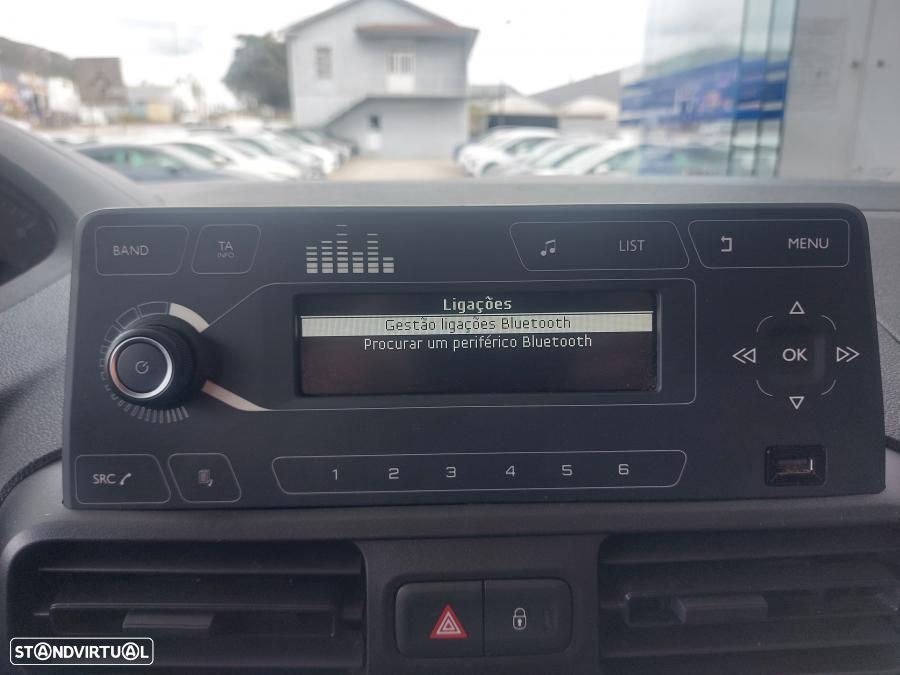 BAND
TA
INFO
LIST
MENU
Ligações
Gestão ligações Bluetooth
Procurar um periférico Bluetooth
OK
SRC
1 2 3 4 5 6
STANDVIRTUAL